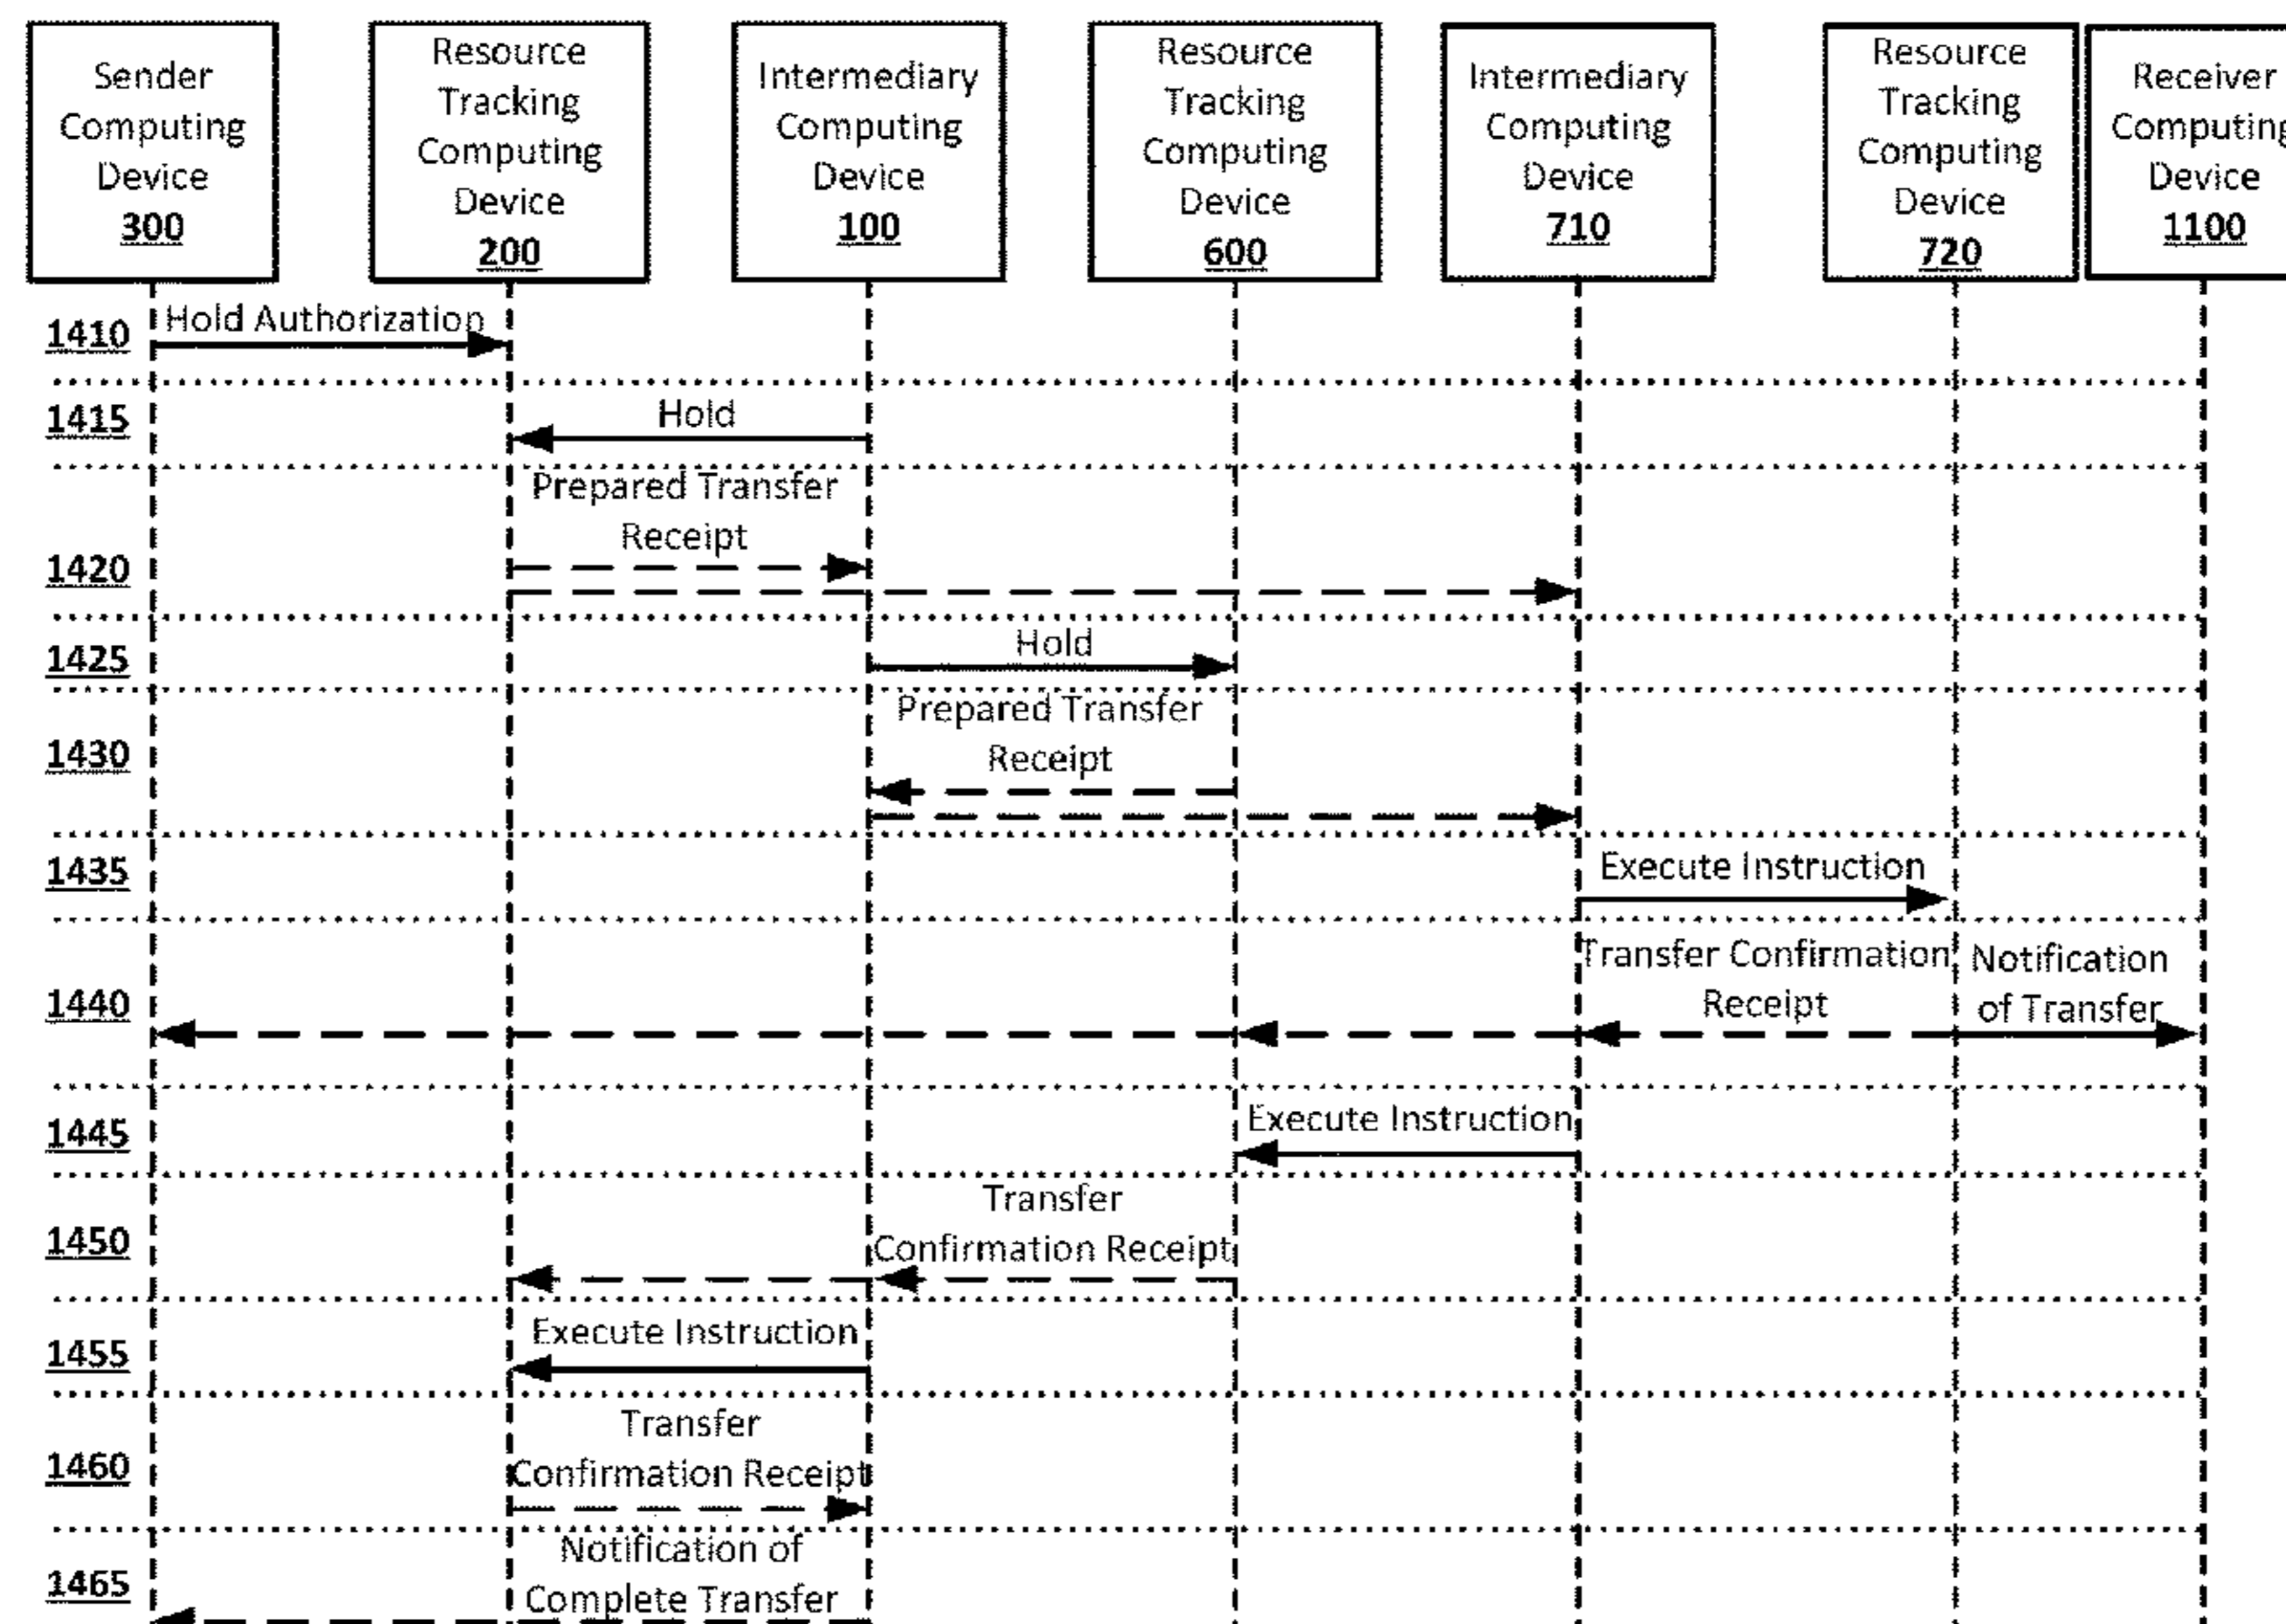 Sender
Computing
Device
300
Resource
Tracking
Computing
Device
200
Intermediary
Computing
Device
100
Resource
Tracking
Computing
Device
600
Intermediary
Computing
Device
710
Resource
Tracking
Computing
Device
720
Receiver
Computing
Device
1100
1410
Hold Authorization
1415
Hold
Prepared Transfer
Receipt
1420
1425
Hold
Prepared Transfer
Receipt
1430
1435
Execute Instruction
1440
Transfer Confirmation
Receipt
Notification
of Transfer
1445
Execute Instruction
1450
Transfer
Confirmation Receipt
1455
Execute Instruction
1460
Transfer
Confirmation Receipt
1465
Notification of
Complete Transfer